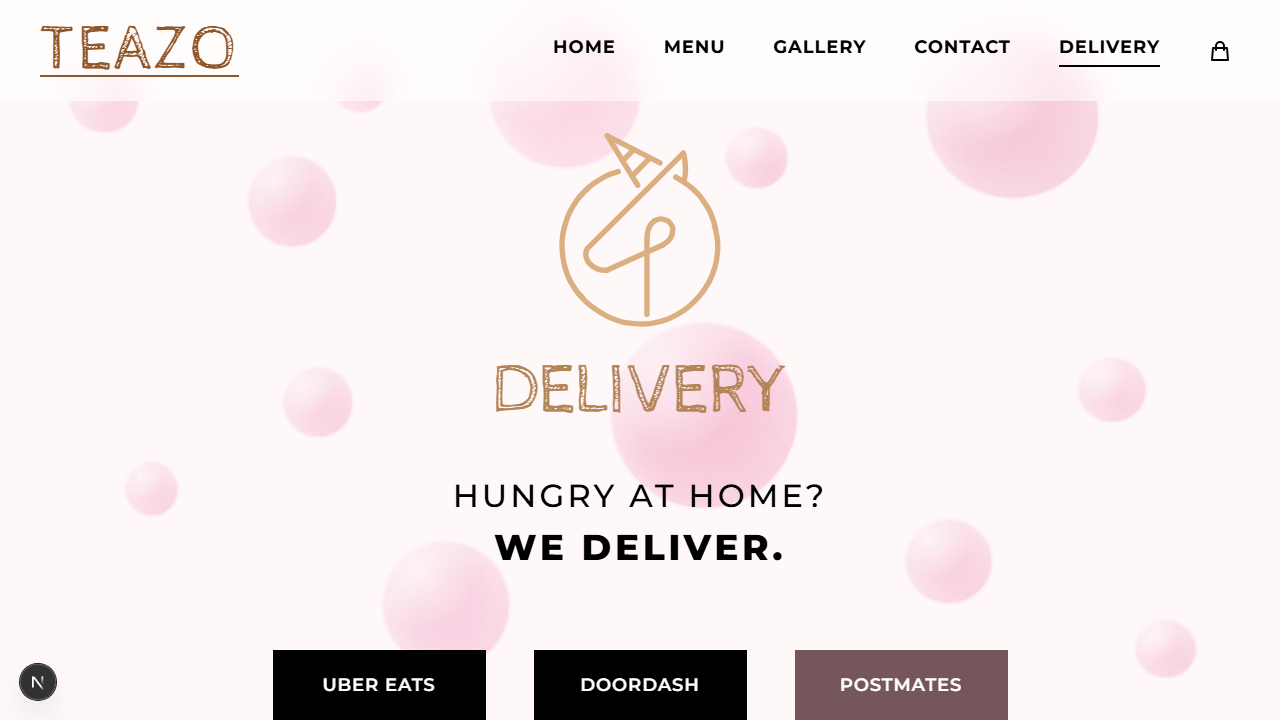 TEAZO
HOME MENU GALLERY CONTACT DELIVERY
DELIVERY
HUNGRY AT HOME?
WE DELIVER.
UBER EATS DOORDASH POSTMATES
N